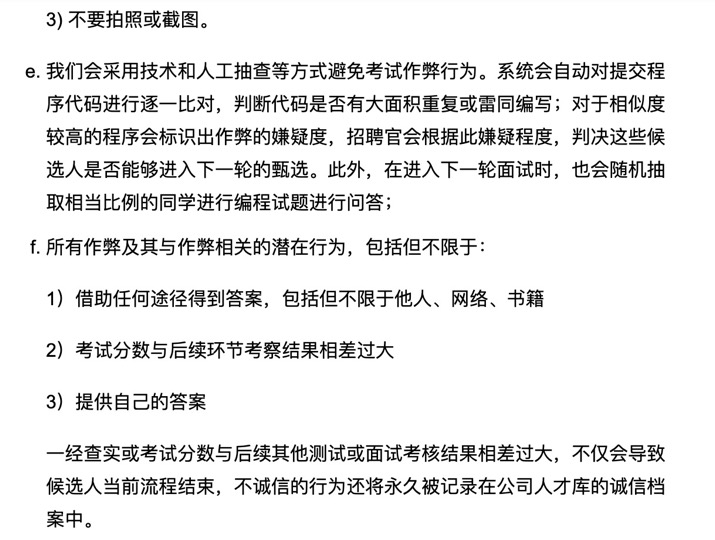 3) 不要拍照或截图。
e. 我们会采用技术和人工抽查等方式避免考试作弊行为。系统会自动对提交程
序代码进行逐一比对，判断代码是否有大面积重复或雷同编写；对于相似度
较高的程序会标识出作弊的嫌疑度，招聘官会根据此嫌疑程度，判决这些候
选人是否能够进入下一轮的甄选。此外，在进入下一轮面试时，也会随机抽
取相当比例的同学进行编程试题进行问答；
f. 所有作弊及其与作弊相关的潜在行为，包括但不限于：
1）借助任何途径得到答案，包括但不限于他人、网络、书籍
2）考试分数与后续环节考察结果相差过大
3）提供自己的答案
一经查实或考试分数与后续其他测试或面试考核结果相差过大，不仅会导致
候选人当前流程结束，不诚信的行为还将永久被记录在公司人才库的诚信档
案中。